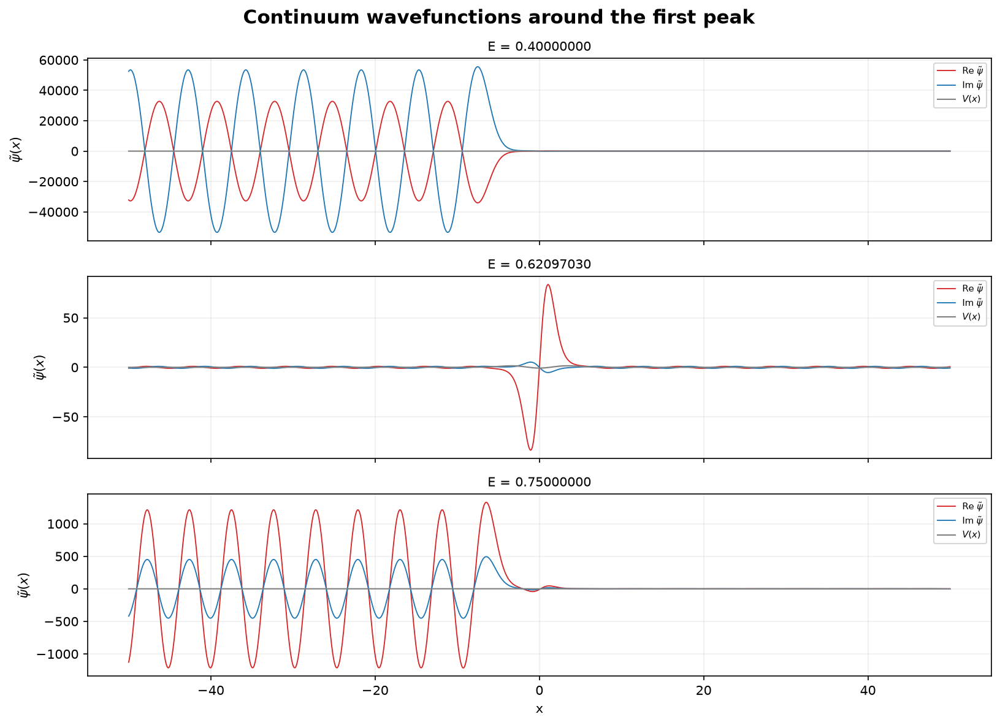 Continuum wavefunctions around the first peak
E = 0.40000000
60000
40000
20000
0
−20000
−40000
ψ̃(x)
Re ψ̃
Im ψ̃
V(x)
E = 0.62097030
50
0
−50
ψ̃(x)
Re ψ̃
Im ψ̃
V(x)
E = 0.75000000
1000
500
0
−500
−1000
ψ̃(x)
Re ψ̃
Im ψ̃
V(x)
−40 −20 0 20 40
x